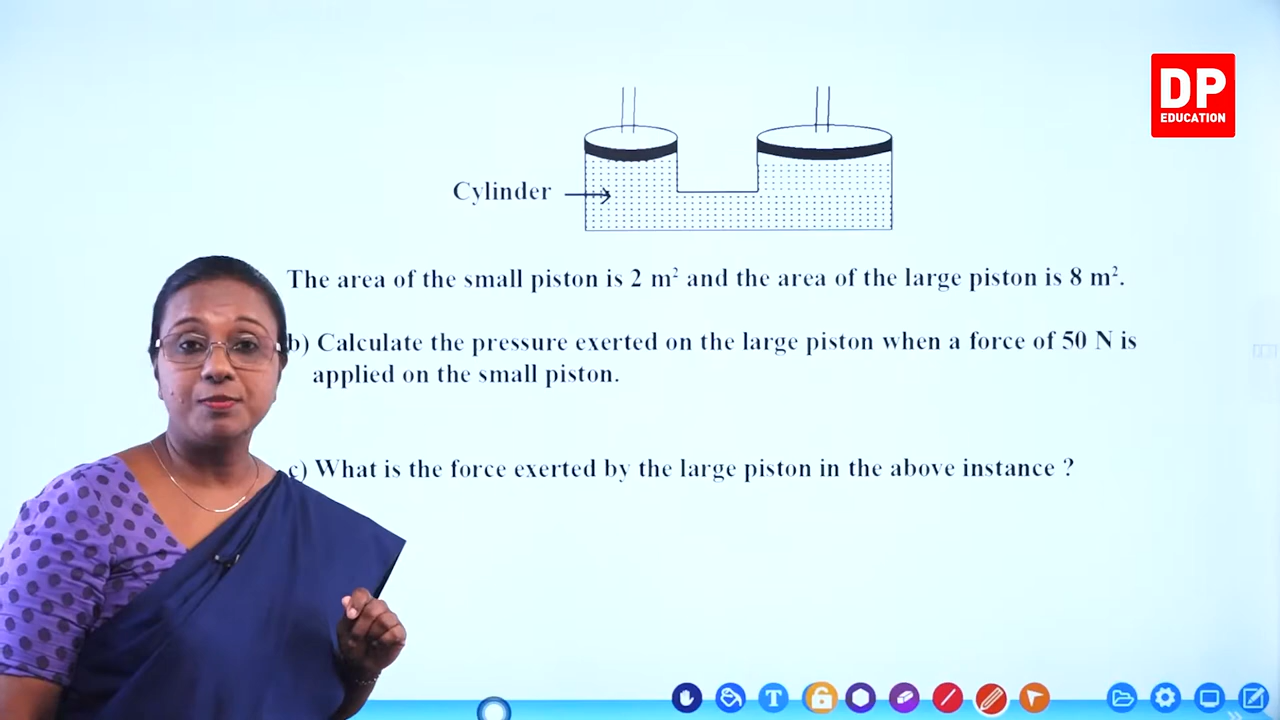 DP
EDUCATION
Cylinder
The area of the small piston is 2 m² and the area of the large piston is 8 m².
b) Calculate the pressure exerted on the large piston when a force of 50 N is
applied on the small piston.
c) What is the force exerted by the large piston in the above instance ?
T